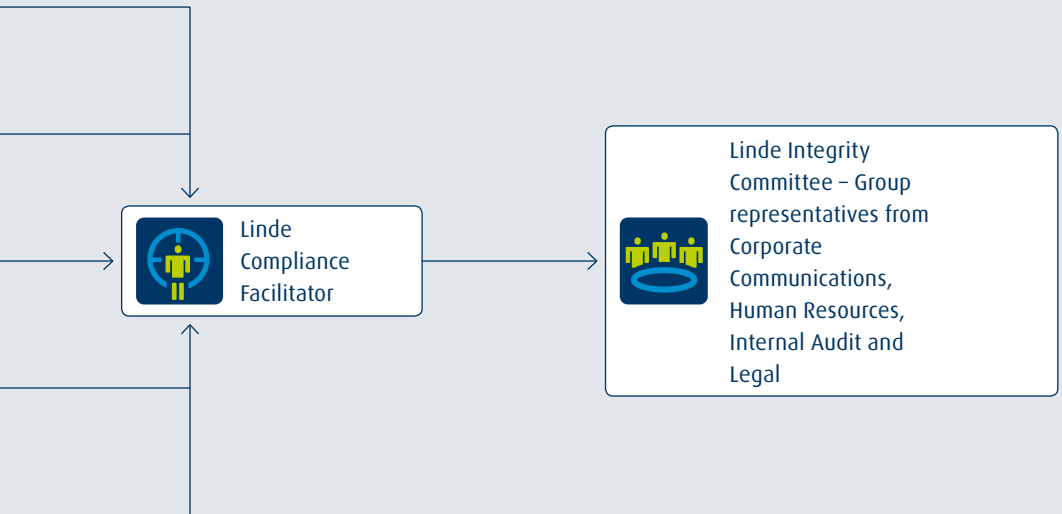 Linde
Compliance
Facilitator
Linde Integrity
Committee – Group
representatives from
Corporate
Communications,
Human Resources,
Internal Audit and
Legal